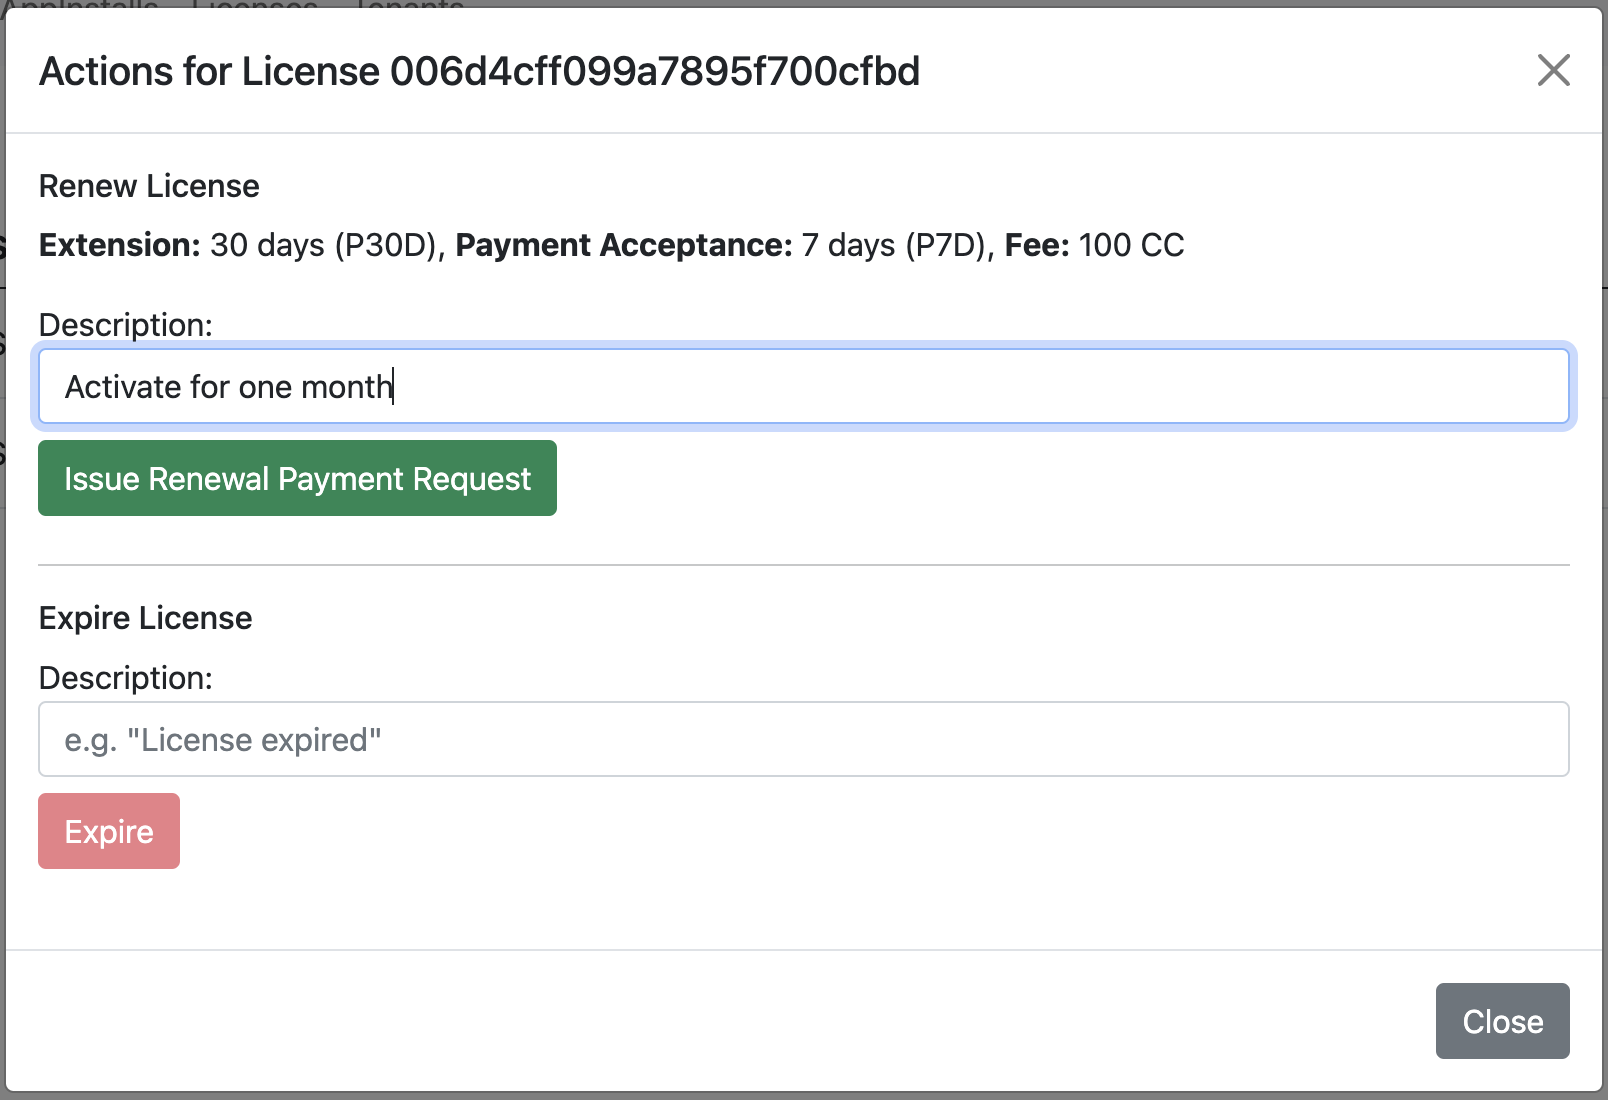 AppInstalls Licenses Tenants
Actions for License 006d4cff099a7895f700cfbd
Renew License
Extension: 30 days (P30D), Payment Acceptance: 7 days (P7D), Fee: 100 CC
Description:
Activate for one month
Issue Renewal Payment Request
Expire License
Description:
e.g. "License expired"
Expire
Close